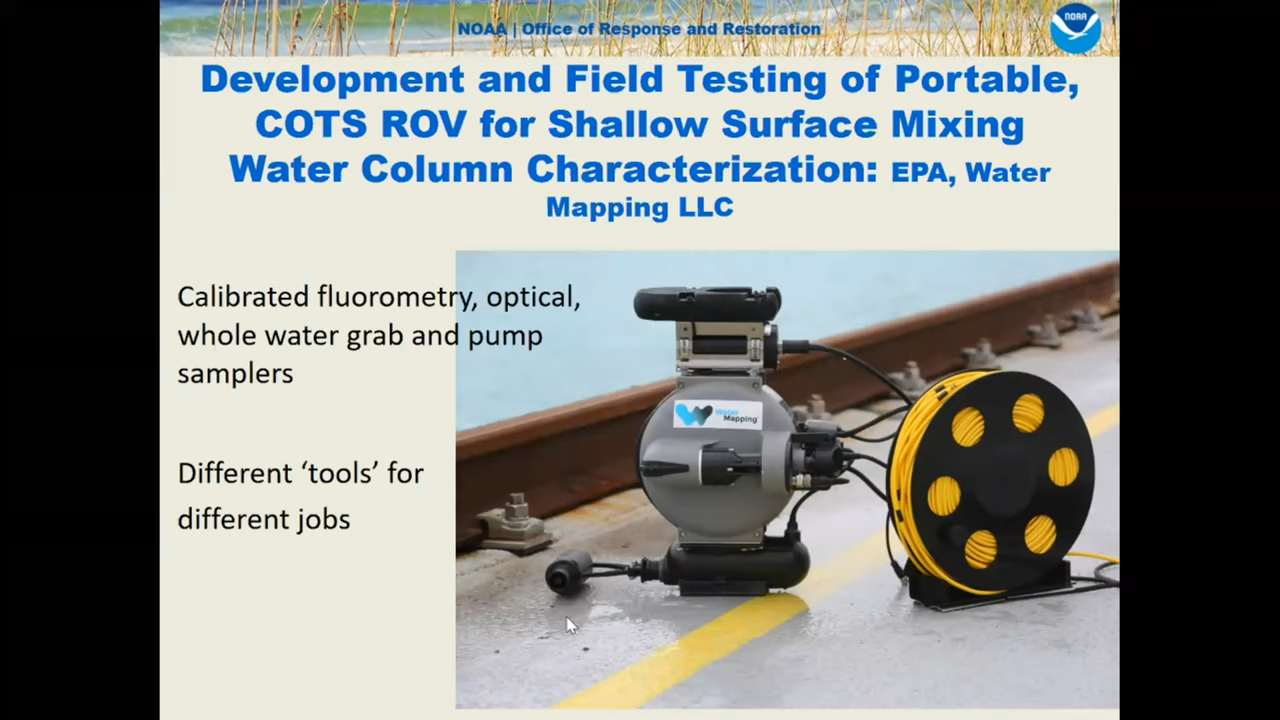 NOAA | Office of Response and Restoration
NOAA
Development and Field Testing of Portable,
COTS ROV for Shallow Surface Mixing
Water Column Characterization: EPA, Water
Mapping LLC
Calibrated fluorometry, optical,
whole water grab and pump
samplers
Different ‘tools’ for
different jobs
Water
Mapping